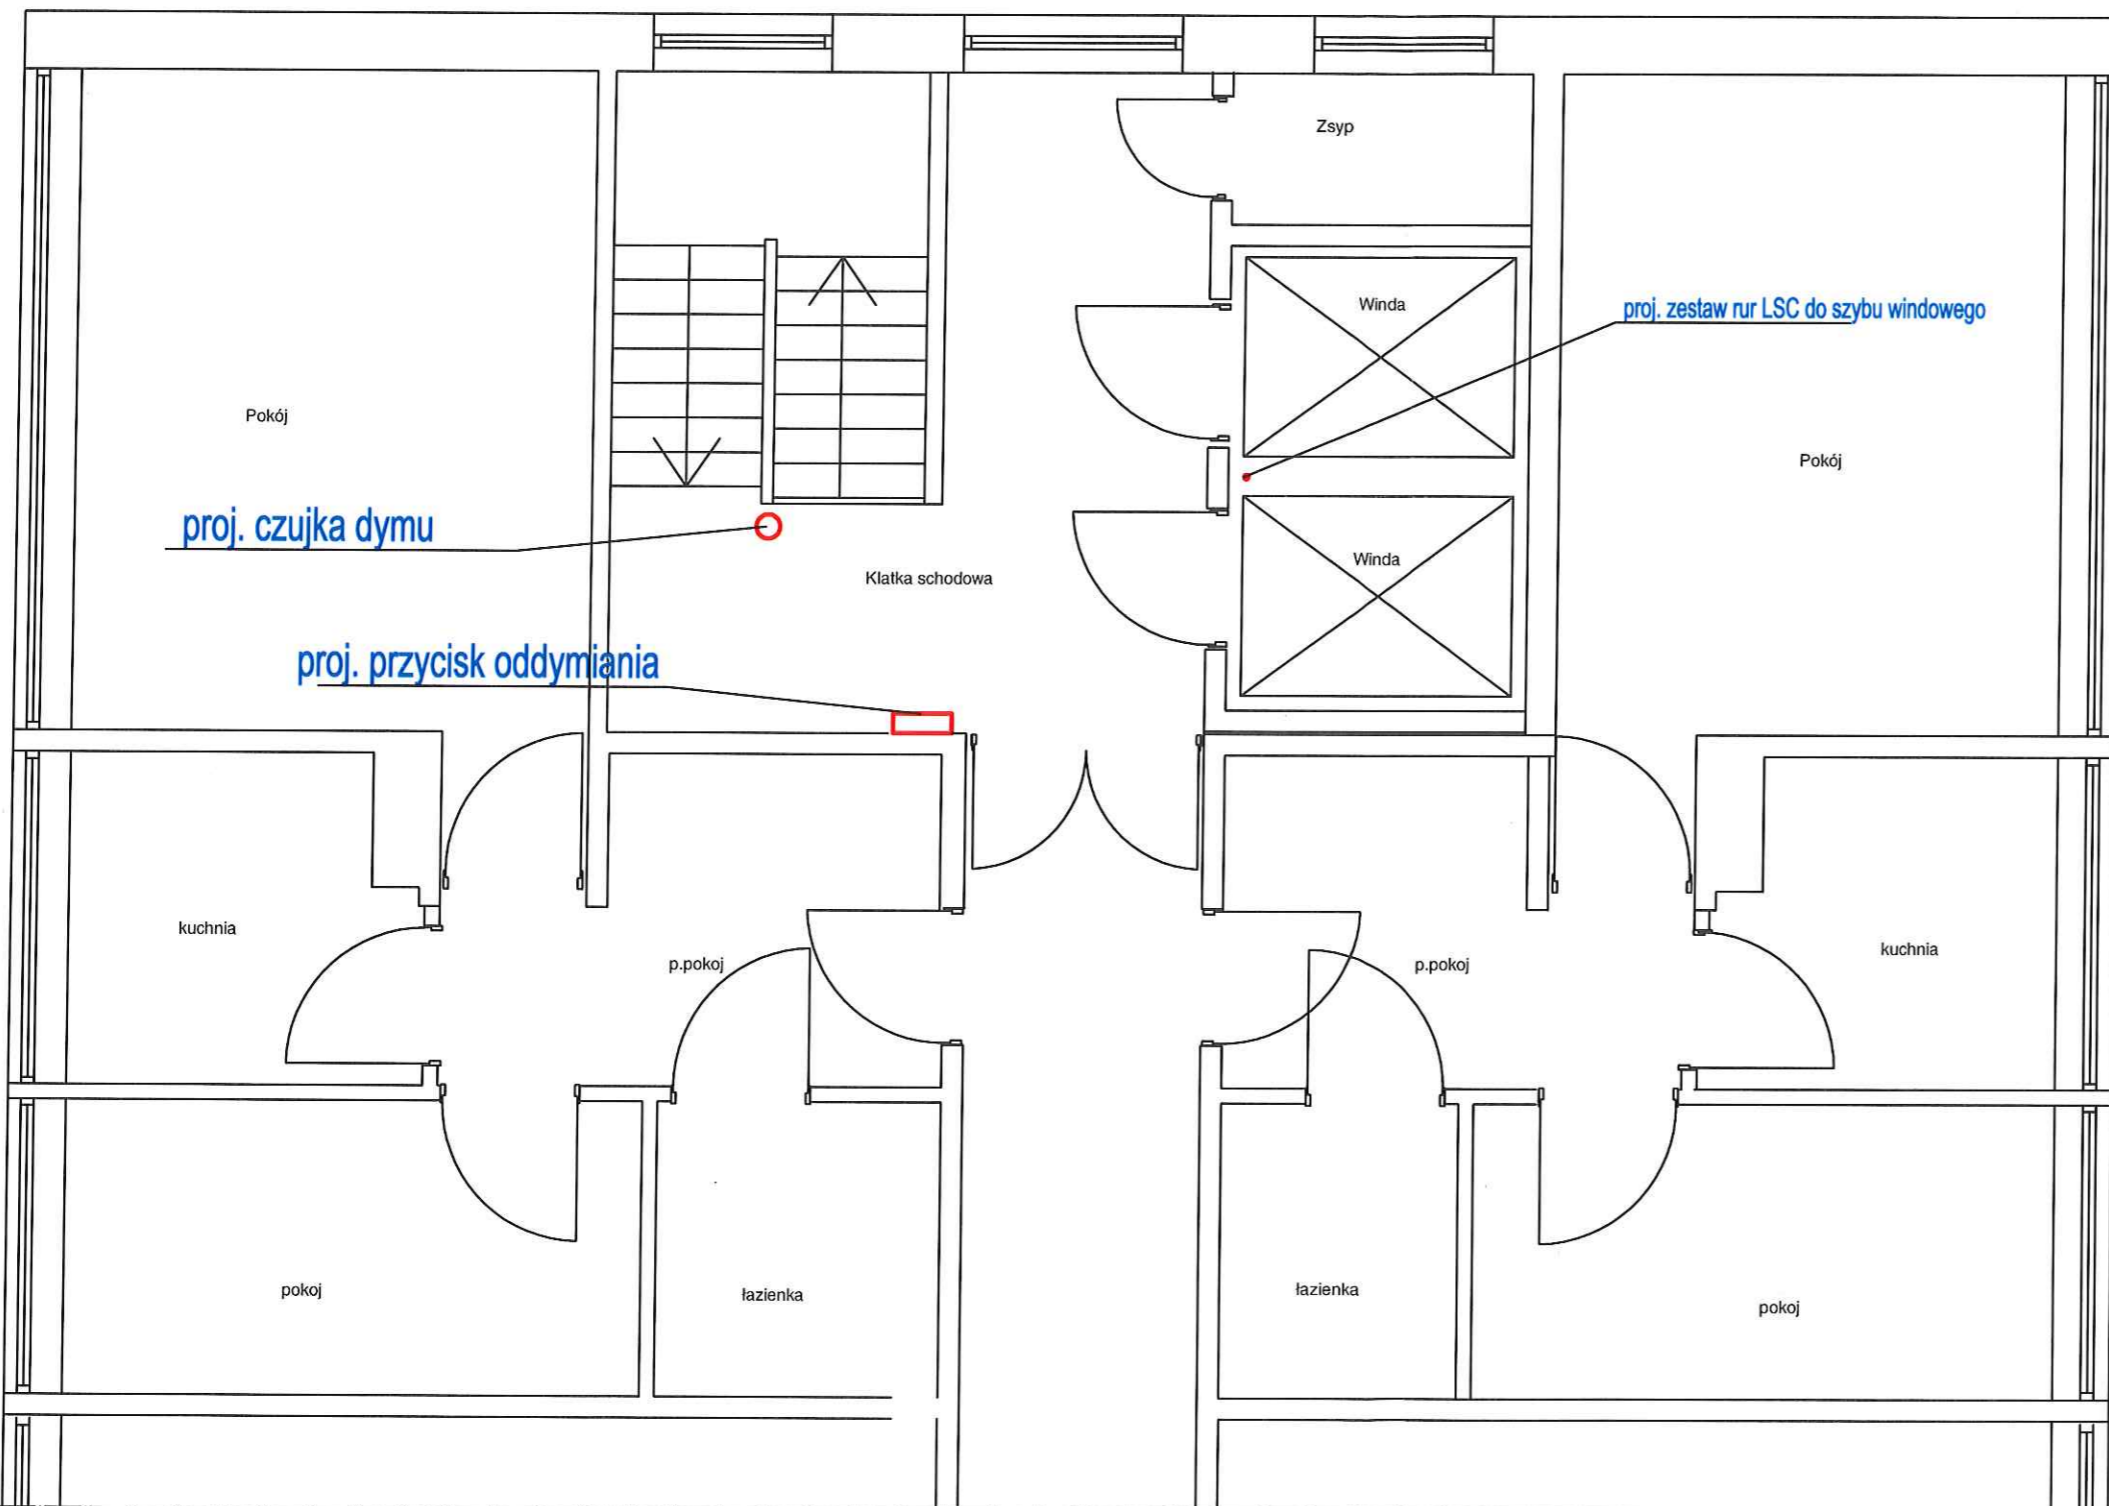 Zsyp
Winda
proj. zestaw rur LSC do szybu windowego
Pokój
Pokój
proj. czujka dymu
Winda
Klatka schodowa
proj. przycisk oddymiania
kuchnia
p.pokoj
p.pokoj
kuchnia
pokoj
łazienka
łazienka
pokoj